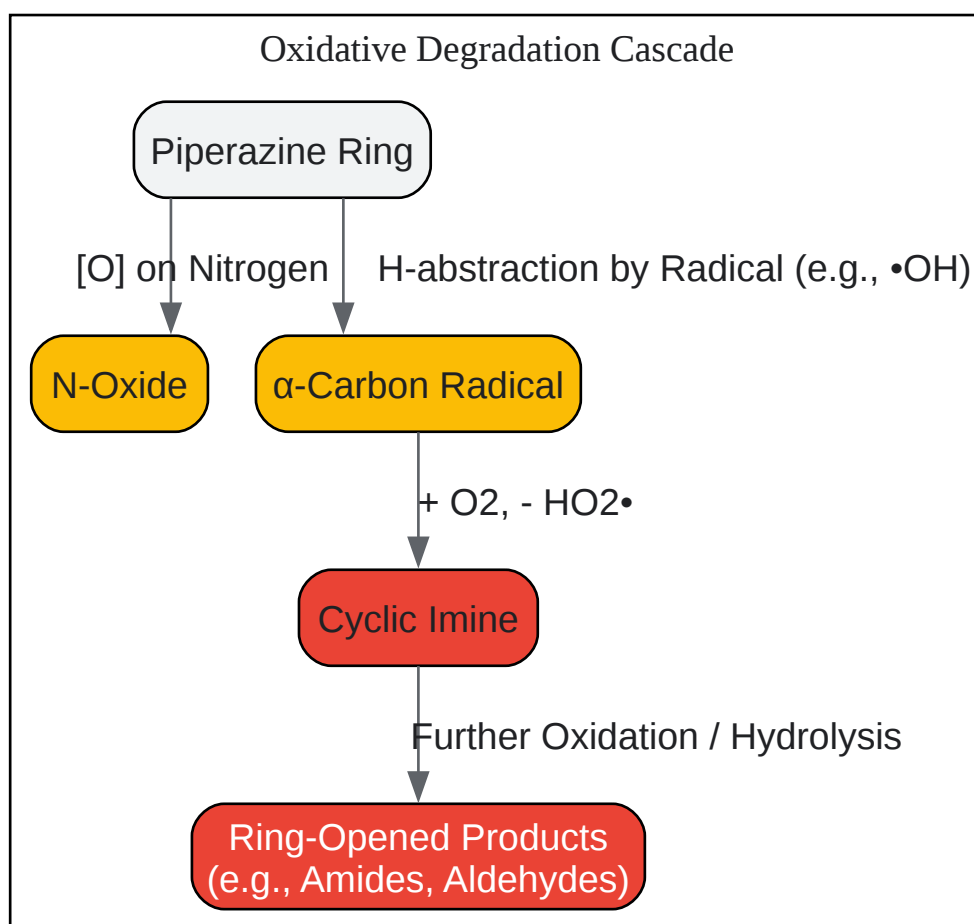 Oxidative Degradation Cascade
Piperazine Ring
[O] on Nitrogen
H-abstraction by Radical (e.g., •OH)
N-Oxide
α-Carbon Radical
+ O2, - HO2•
Cyclic Imine
Further Oxidation / Hydrolysis
Ring-Opened Products
(e.g., Amides, Aldehydes)